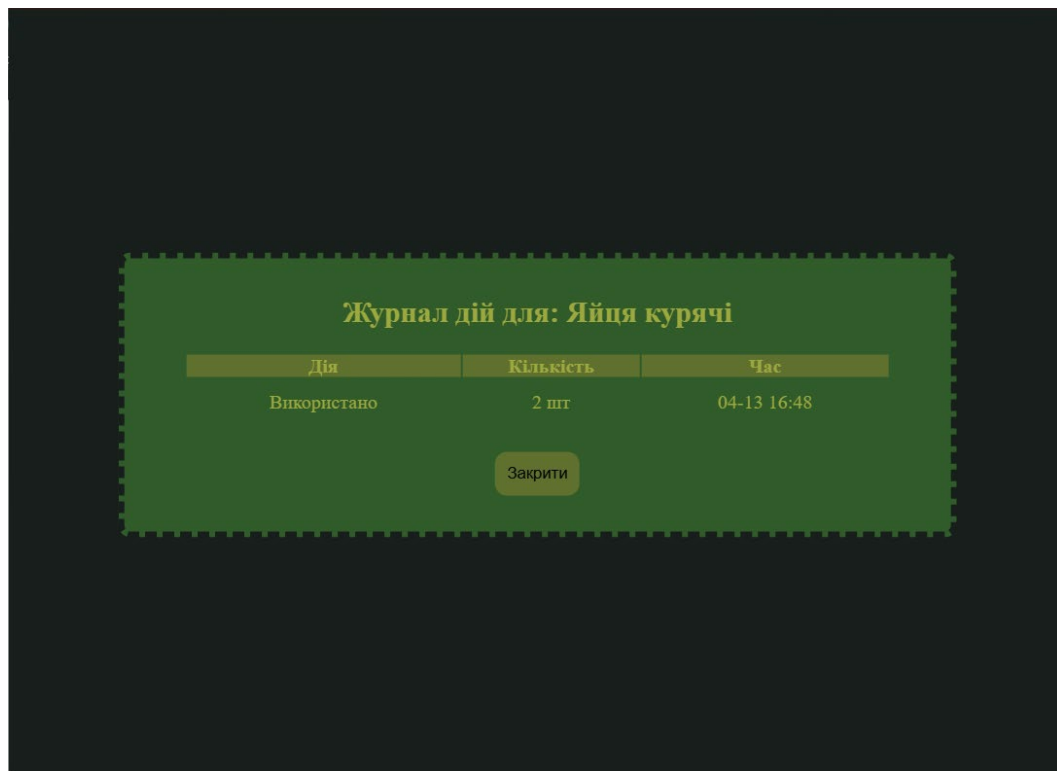 Журнал дій для: Яйця курячі
Дія Кількість Час
Використано 2 шт 04-13 16:48
Закрити